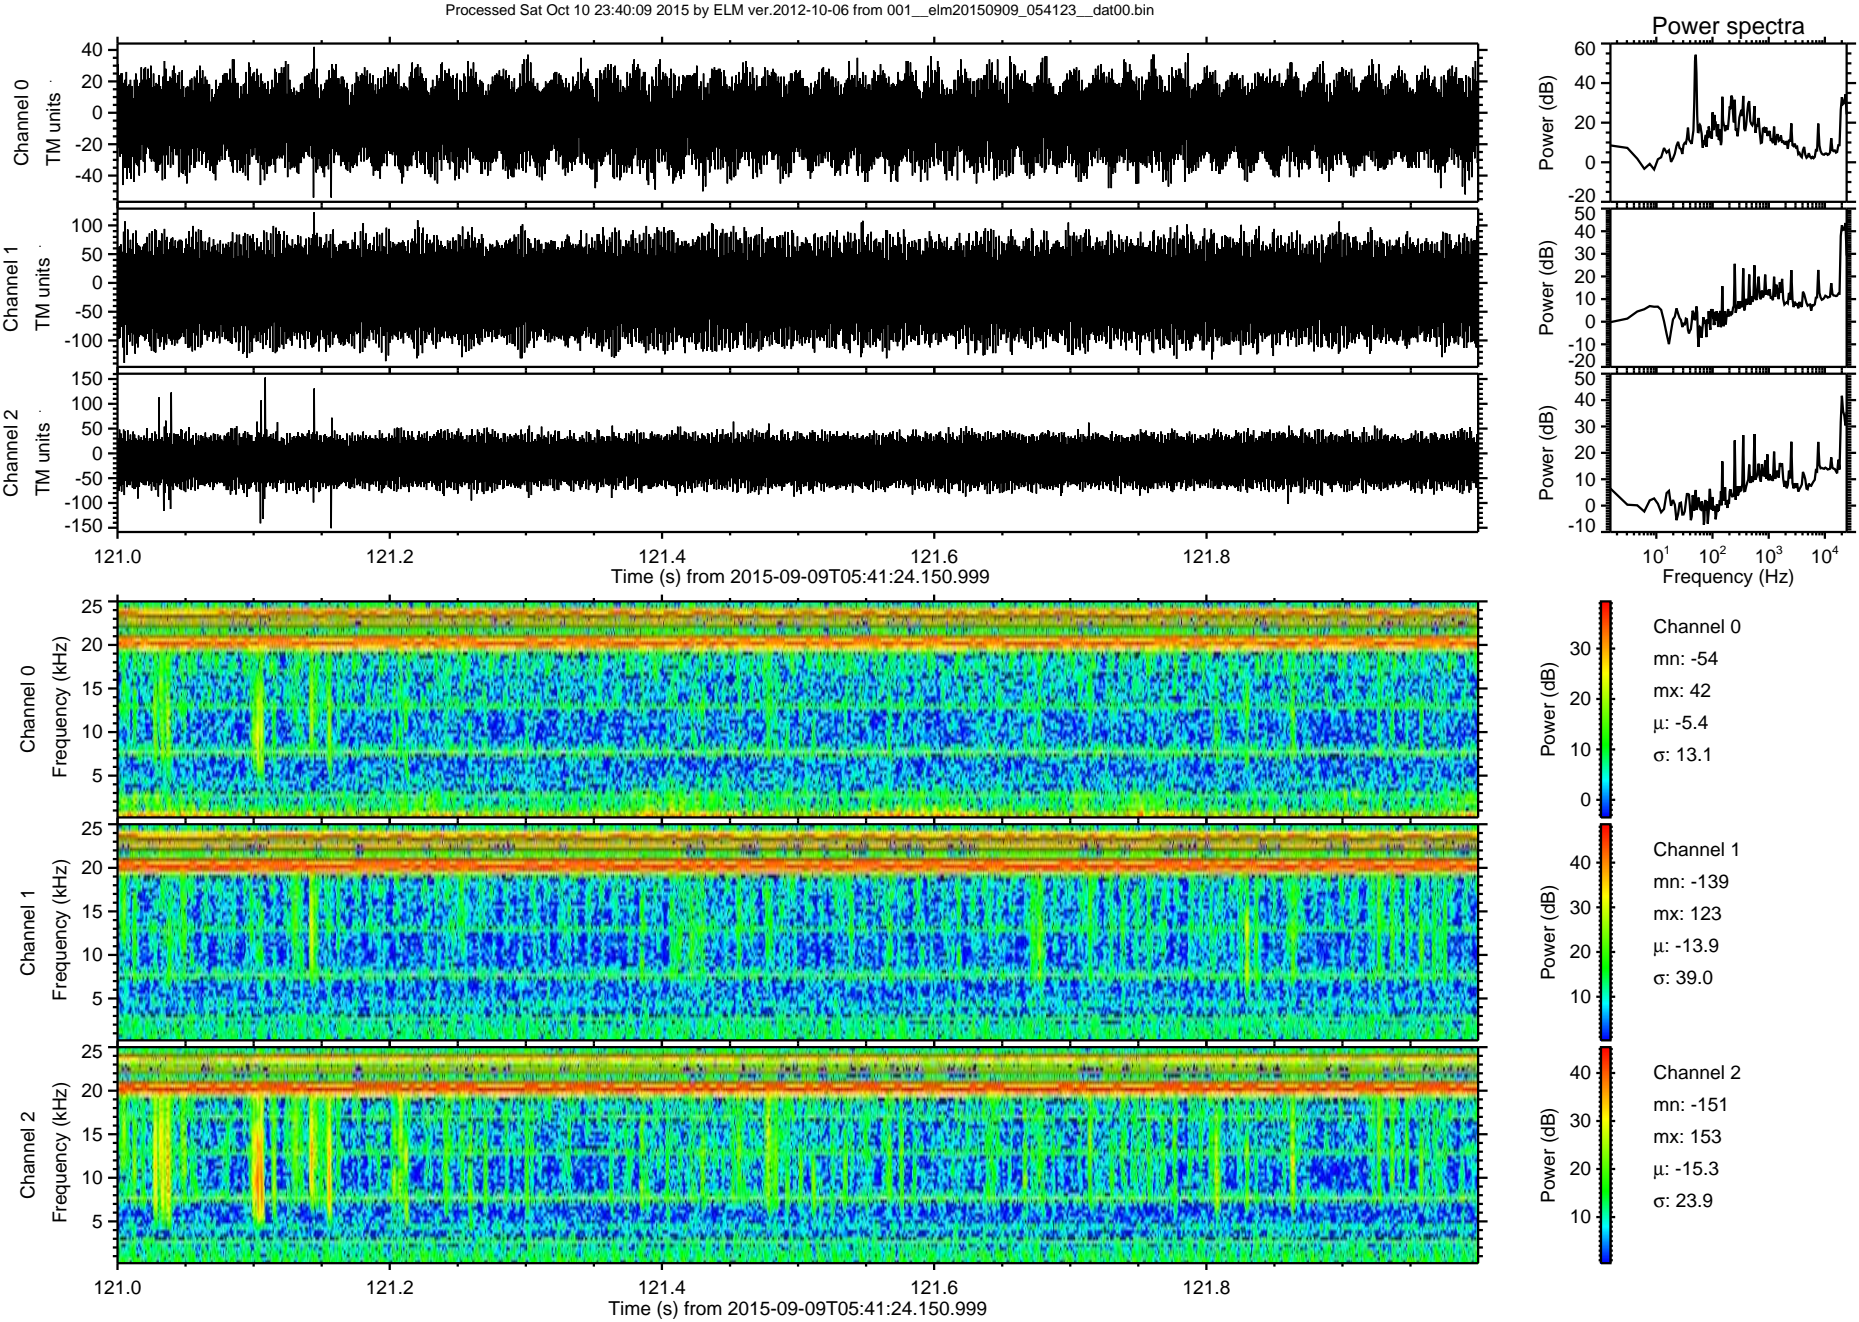 Processed Sat Oct 10 23:40:09 2015 by ELM ver.2012-10-06 from 001__elm20150909_054123__dat00.bin
Power spectra
Channel 0
TM units
40
20
0
-20
-40
Power (dB)
60
40
20
0
-20
Channel 1
TM units
100
50
0
-50
-100
Power (dB)
50
40
30
20
10
0
-10
-20
Channel 2
TM units
150
100
50
0
-50
-100
-150
Power (dB)
50
40
30
20
10
0
-10
121.0 121.2 121.4 121.6 121.8
Time (s) from 2015-09-09T05:41:24.150.999
10¹ 10² 10³ 10⁴
Frequency (Hz)
Channel 0
Frequency (kHz)
25
20
15
10
5
Power (dB)
30
20
10
0
Channel 0
mn: -54
mx: 42
μ: -5.4
σ: 13.1
Channel 1
Frequency (kHz)
25
20
15
10
5
Power (dB)
40
30
20
10
Channel 1
mn: -139
mx: 123
μ: -13.9
σ: 39.0
Channel 2
Frequency (kHz)
25
20
15
10
5
Power (dB)
40
30
20
10
Channel 2
mn: -151
mx: 153
μ: -15.3
σ: 23.9
121.0 121.2 121.4 121.6 121.8
Time (s) from 2015-09-09T05:41:24.150.999